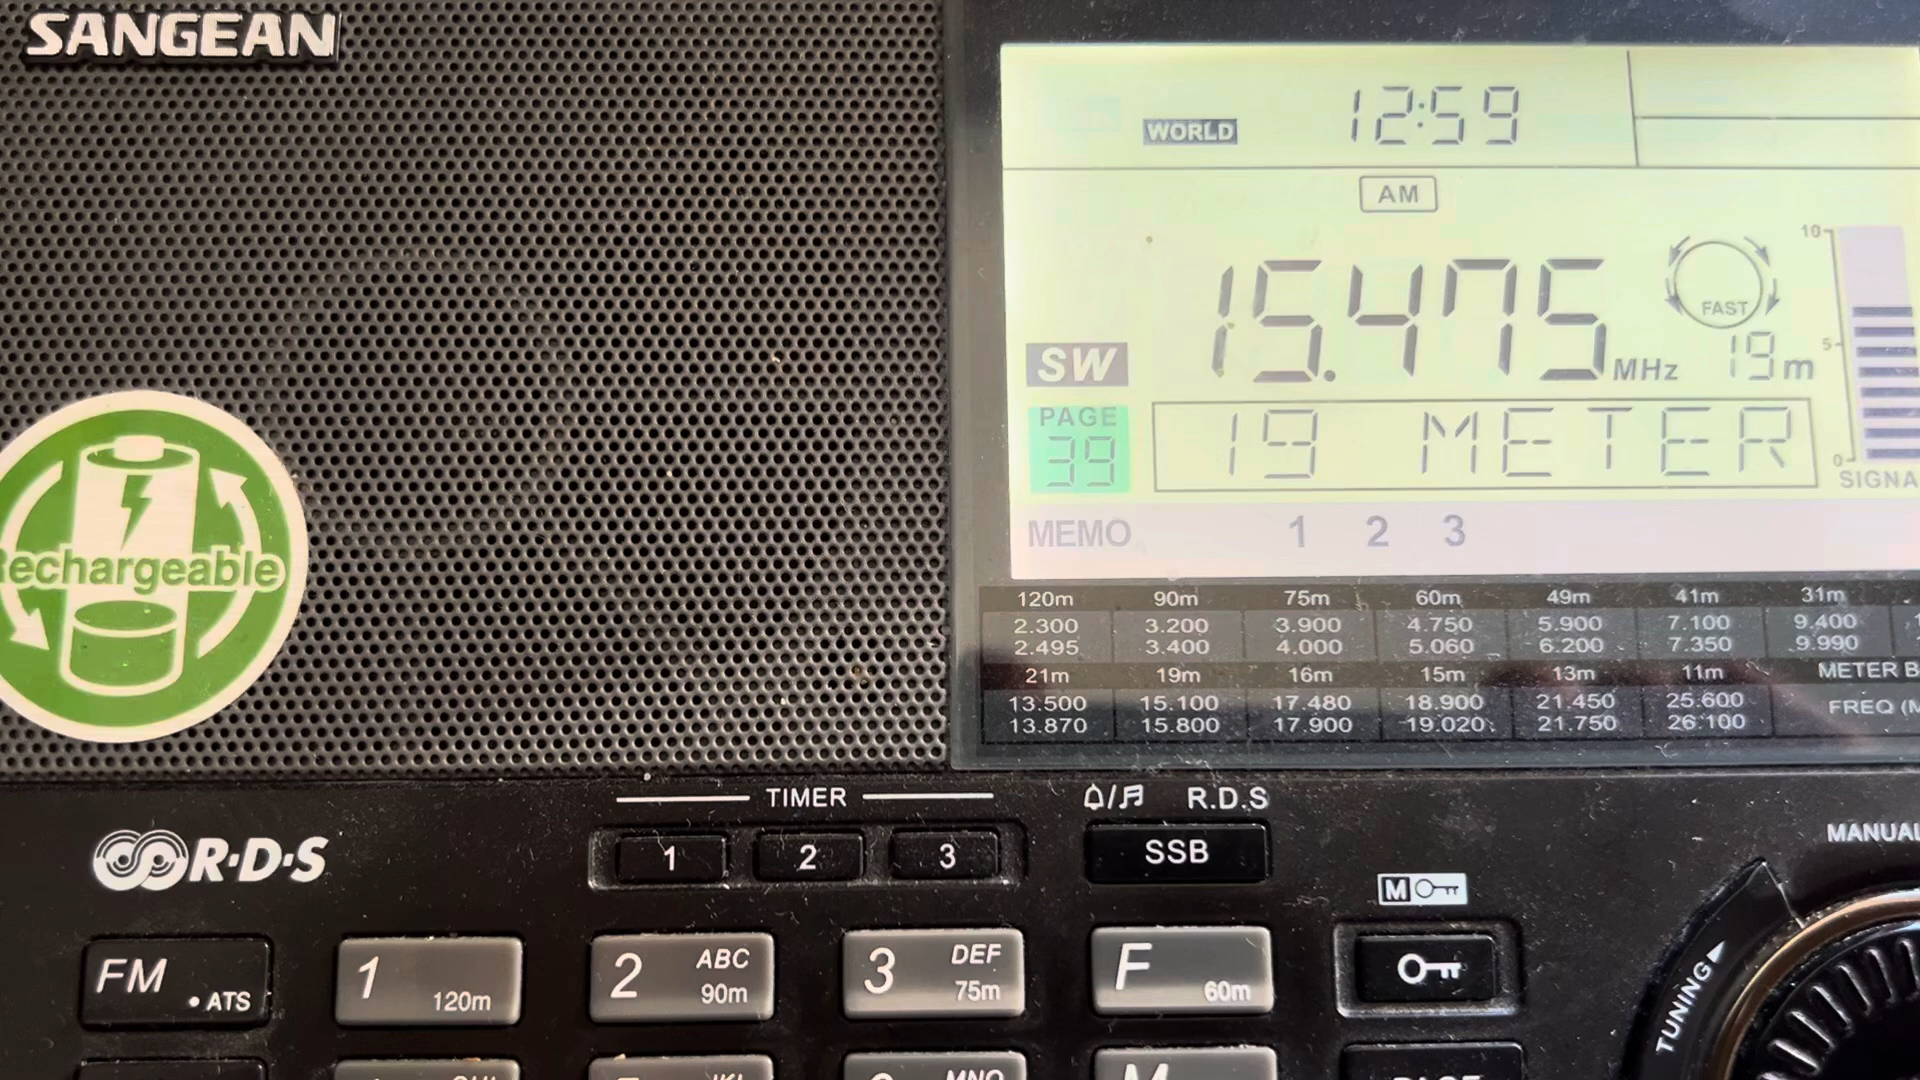 SANGEAN
WORLD 12:59
AM
15.475 MHz
FAST
19 m
10
5
0
SIGNA
SW
PAGE
39
19 METER
MEMO 1 2 3
120m 90m 75m 60m 49m 41m 31m
2.300 3.200 3.900 4.750 5.900 7.100 9.400
2.495 3.400 4.000 5.060 6.200 7.350 9.990
21m 19m 16m 15m 13m 11m METER B
13.500 15.100 17.480 18.900 21.450 25.600 FREQ (M
13.870 15.800 17.900 19.020 21.750 26.100
Rechargeable
TIMER
1 2 3
R.D.S
SSB
R·D·S
MANUAL
TUNING
M
FM • ATS
1 120m
2 ABC 90m
3 DEF 75m
F 60m
MNO
M
PAGE